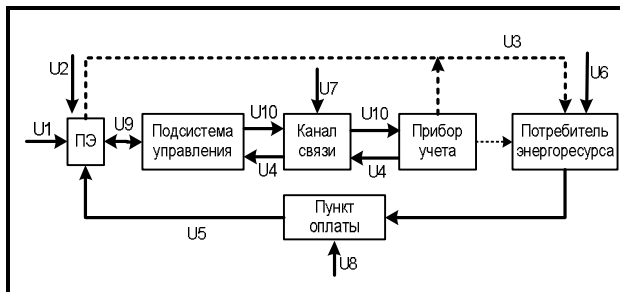 U3
U2
U6
U7
U1
U9
U10
U10
ПЭ
Подсистема
управления
Канал
связи
Прибор
учета
Потребитель
энергоресурса
U4
U4
Пункт
оплаты
U5
U8